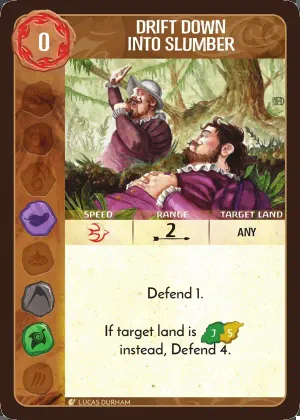 0
DRIFT DOWN
INTO SLUMBER
SPEED RANGE TARGET LAND
2 ANY
Defend 1.
If target land is J S
instead, Defend 4.
LUCAS DURHAM